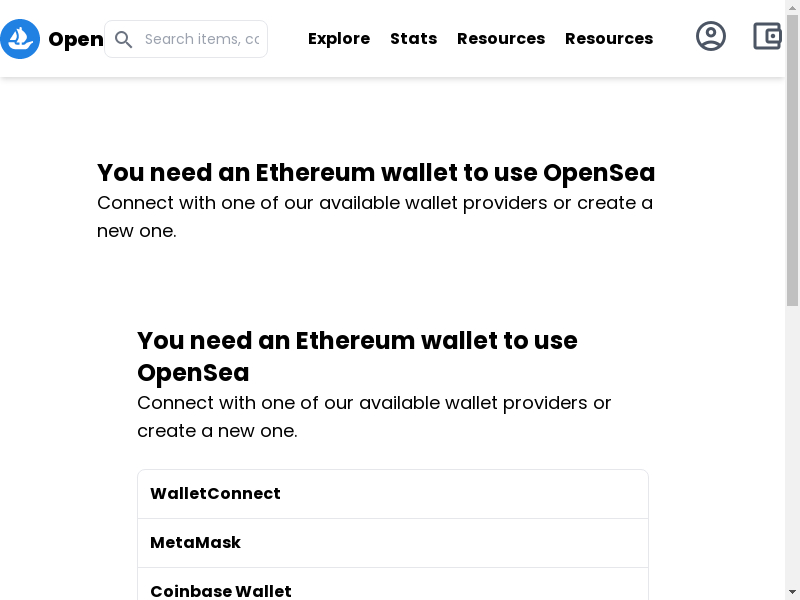 Open
Search items, cc
Explore
Stats
Resources
Resources
You need an Ethereum wallet to use OpenSea
Connect with one of our available wallet providers or create a
new one.
You need an Ethereum wallet to use
OpenSea
Connect with one of our available wallet providers or
create a new one.
WalletConnect
MetaMask
Coinbase Wallet